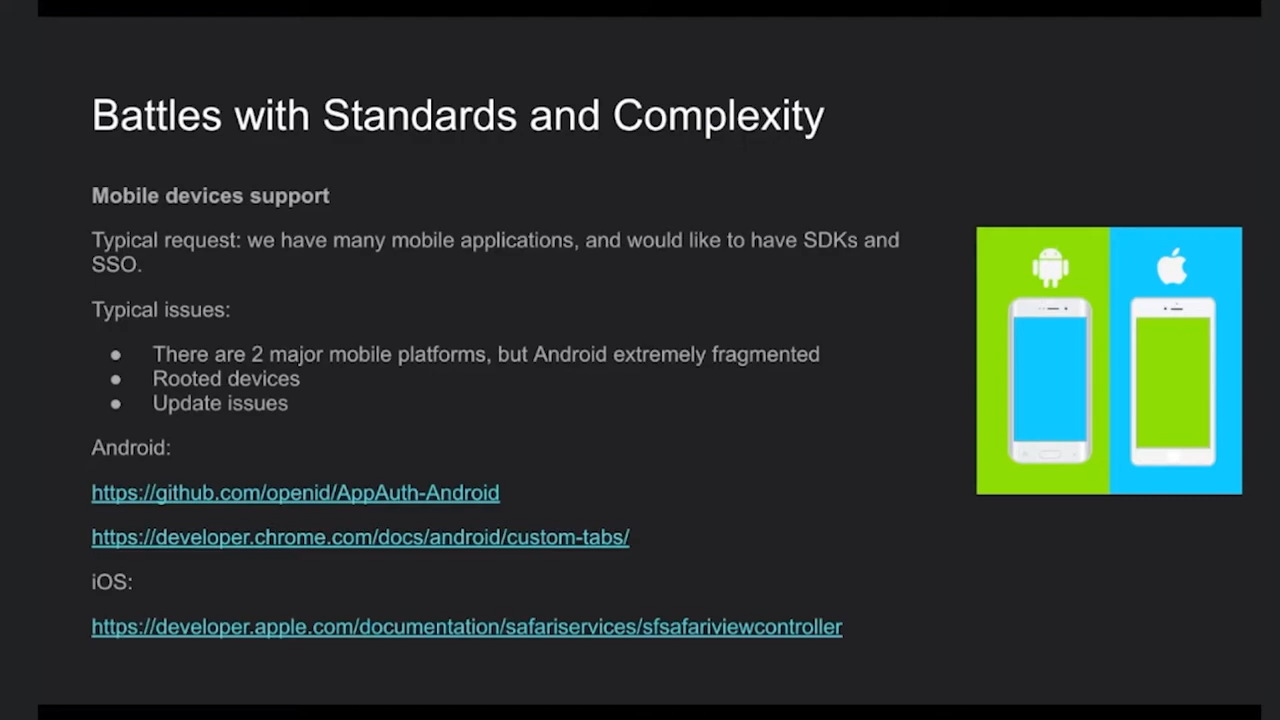 Battles with Standards and Complexity
Mobile devices support
Typical request: we have many mobile applications, and would like to have SDKs and
SSO.
Typical issues:
● There are 2 major mobile platforms, but Android extremely fragmented
● Rooted devices
● Update issues
Android:
https://github.com/openid/AppAuth-Android
https://developer.chrome.com/docs/android/custom-tabs/
iOS:
https://developer.apple.com/documentation/safariservices/sfsafariviewcontroller